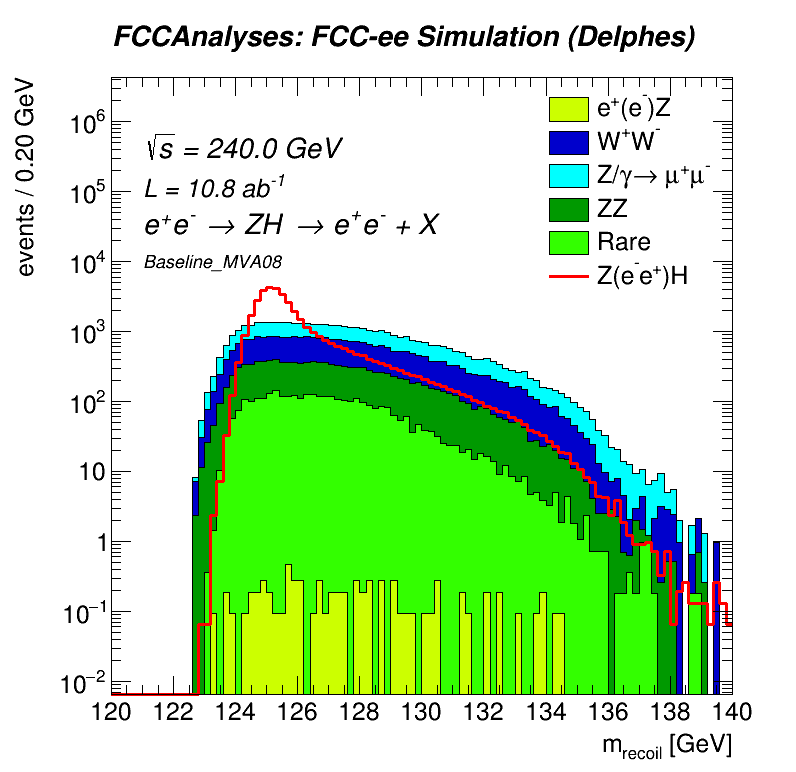 FCCAnalyses: FCC-ee Simulation (Delphes)
events / 0.20 GeV
√s = 240.0 GeV
L = 10.8 ab⁻¹
e⁺e⁻ → ZH → e⁺e⁻ + X
Baseline_MVA08
e⁺(e⁻)Z
W⁺W⁻
Z/γ→ μ⁺μ⁻
ZZ
Rare
Z(e⁻e⁺)H
10⁶
10⁵
10⁴
10³
10²
10
1
10⁻¹
10⁻²
120 122 124 126 128 130 132 134 136 138 140
m_recoil [GeV]